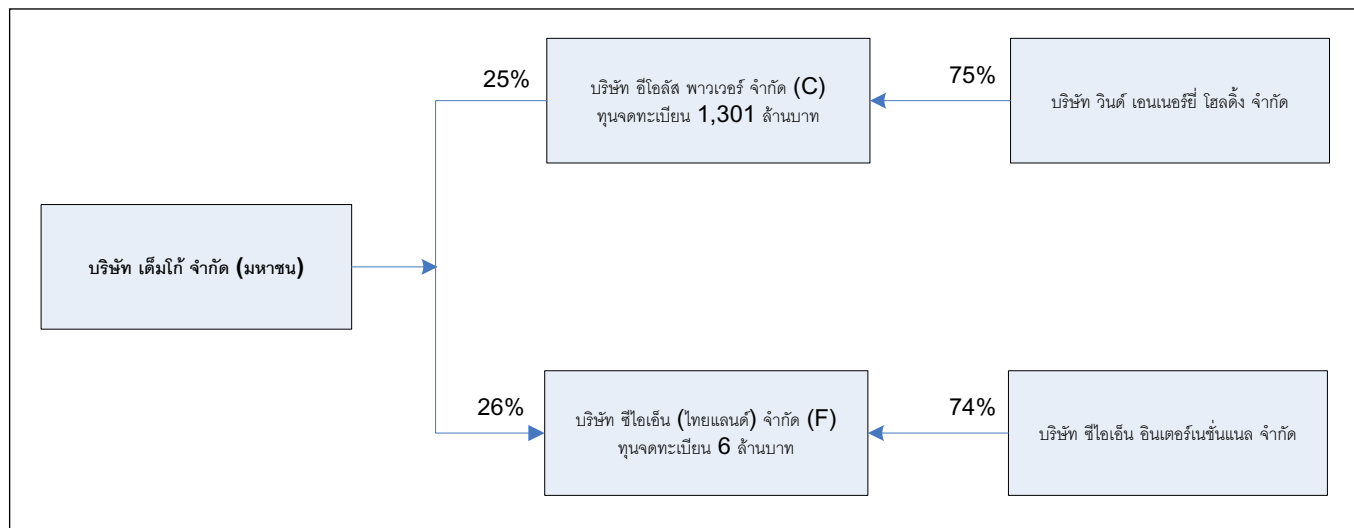 25%
บริษัท อีโอลัส พาวเวอร์ จำกัด (C)
ทุนจดทะเบียน 1,301 ล้านบาท
75%
บริษัท วินด์ เอนเนอร์ยี่ โฮลดิ้ง จำกัด
บริษัท เด็มโก้ จำกัด (มหาชน)
26%
บริษัท ซีไอเอ็น (ไทยแลนด์) จำกัด (F)
ทุนจดทะเบียน 6 ล้านบาท
74%
บริษัท ซีไอเอ็น อินเตอร์เนชั่นแนล จำกัด